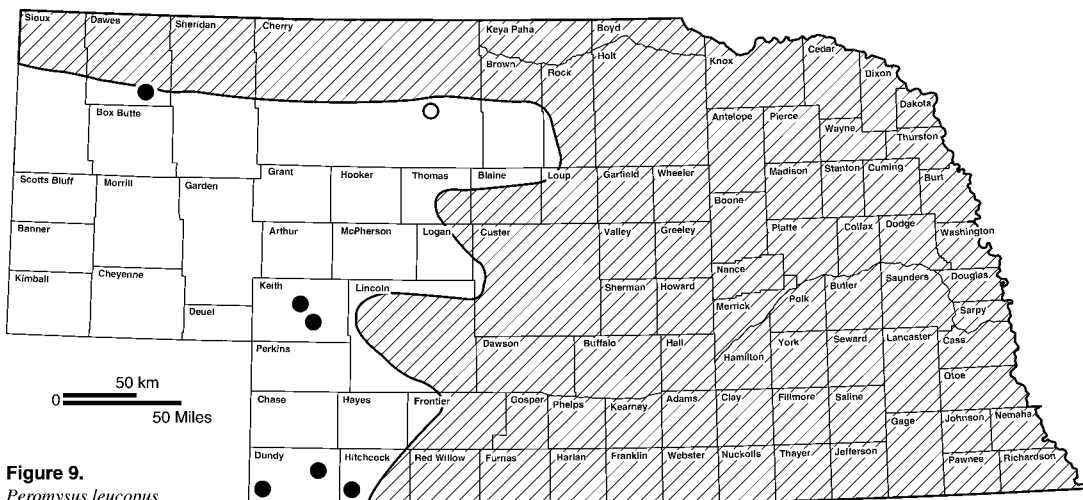 Sioux Dawes Sheridan Cherry Keya Paha Boyd
Brown Rock Holt Knox Cedar Dixon
Dakota
Box Butte Antelope Pierce Wayne Thurston
Scotts Bluff Morrill Garden Grant Hooker Thomas Blaine Loup Garfield Wheeler Madison Stanton Cuming Burt
Boone
Banner Arthur McPherson Logan Custer Valley Greeley Platte Colfax Dodge Washington
Kimball Cheyenne Keith Lincoln Sherman Howard Nance Merrick Polk Butler Saunders Douglas
Sarpy
Deuel
Perkins Dawson Buffalo Hall Hamilton York Seward Lancaster Cass
Otoe
50 km
0
50 Miles
Chase Hayes Frontier Gosper Phelps Kearney Adams Clay Fillmore Saline Gage Johnson Nemaha
Dundy Hitchcock Red Willow Furnas Harlan Franklin Webster Nuckolls Thayer Jefferson Pawnee Richardson
Figure 9.
Peromysus leucopus